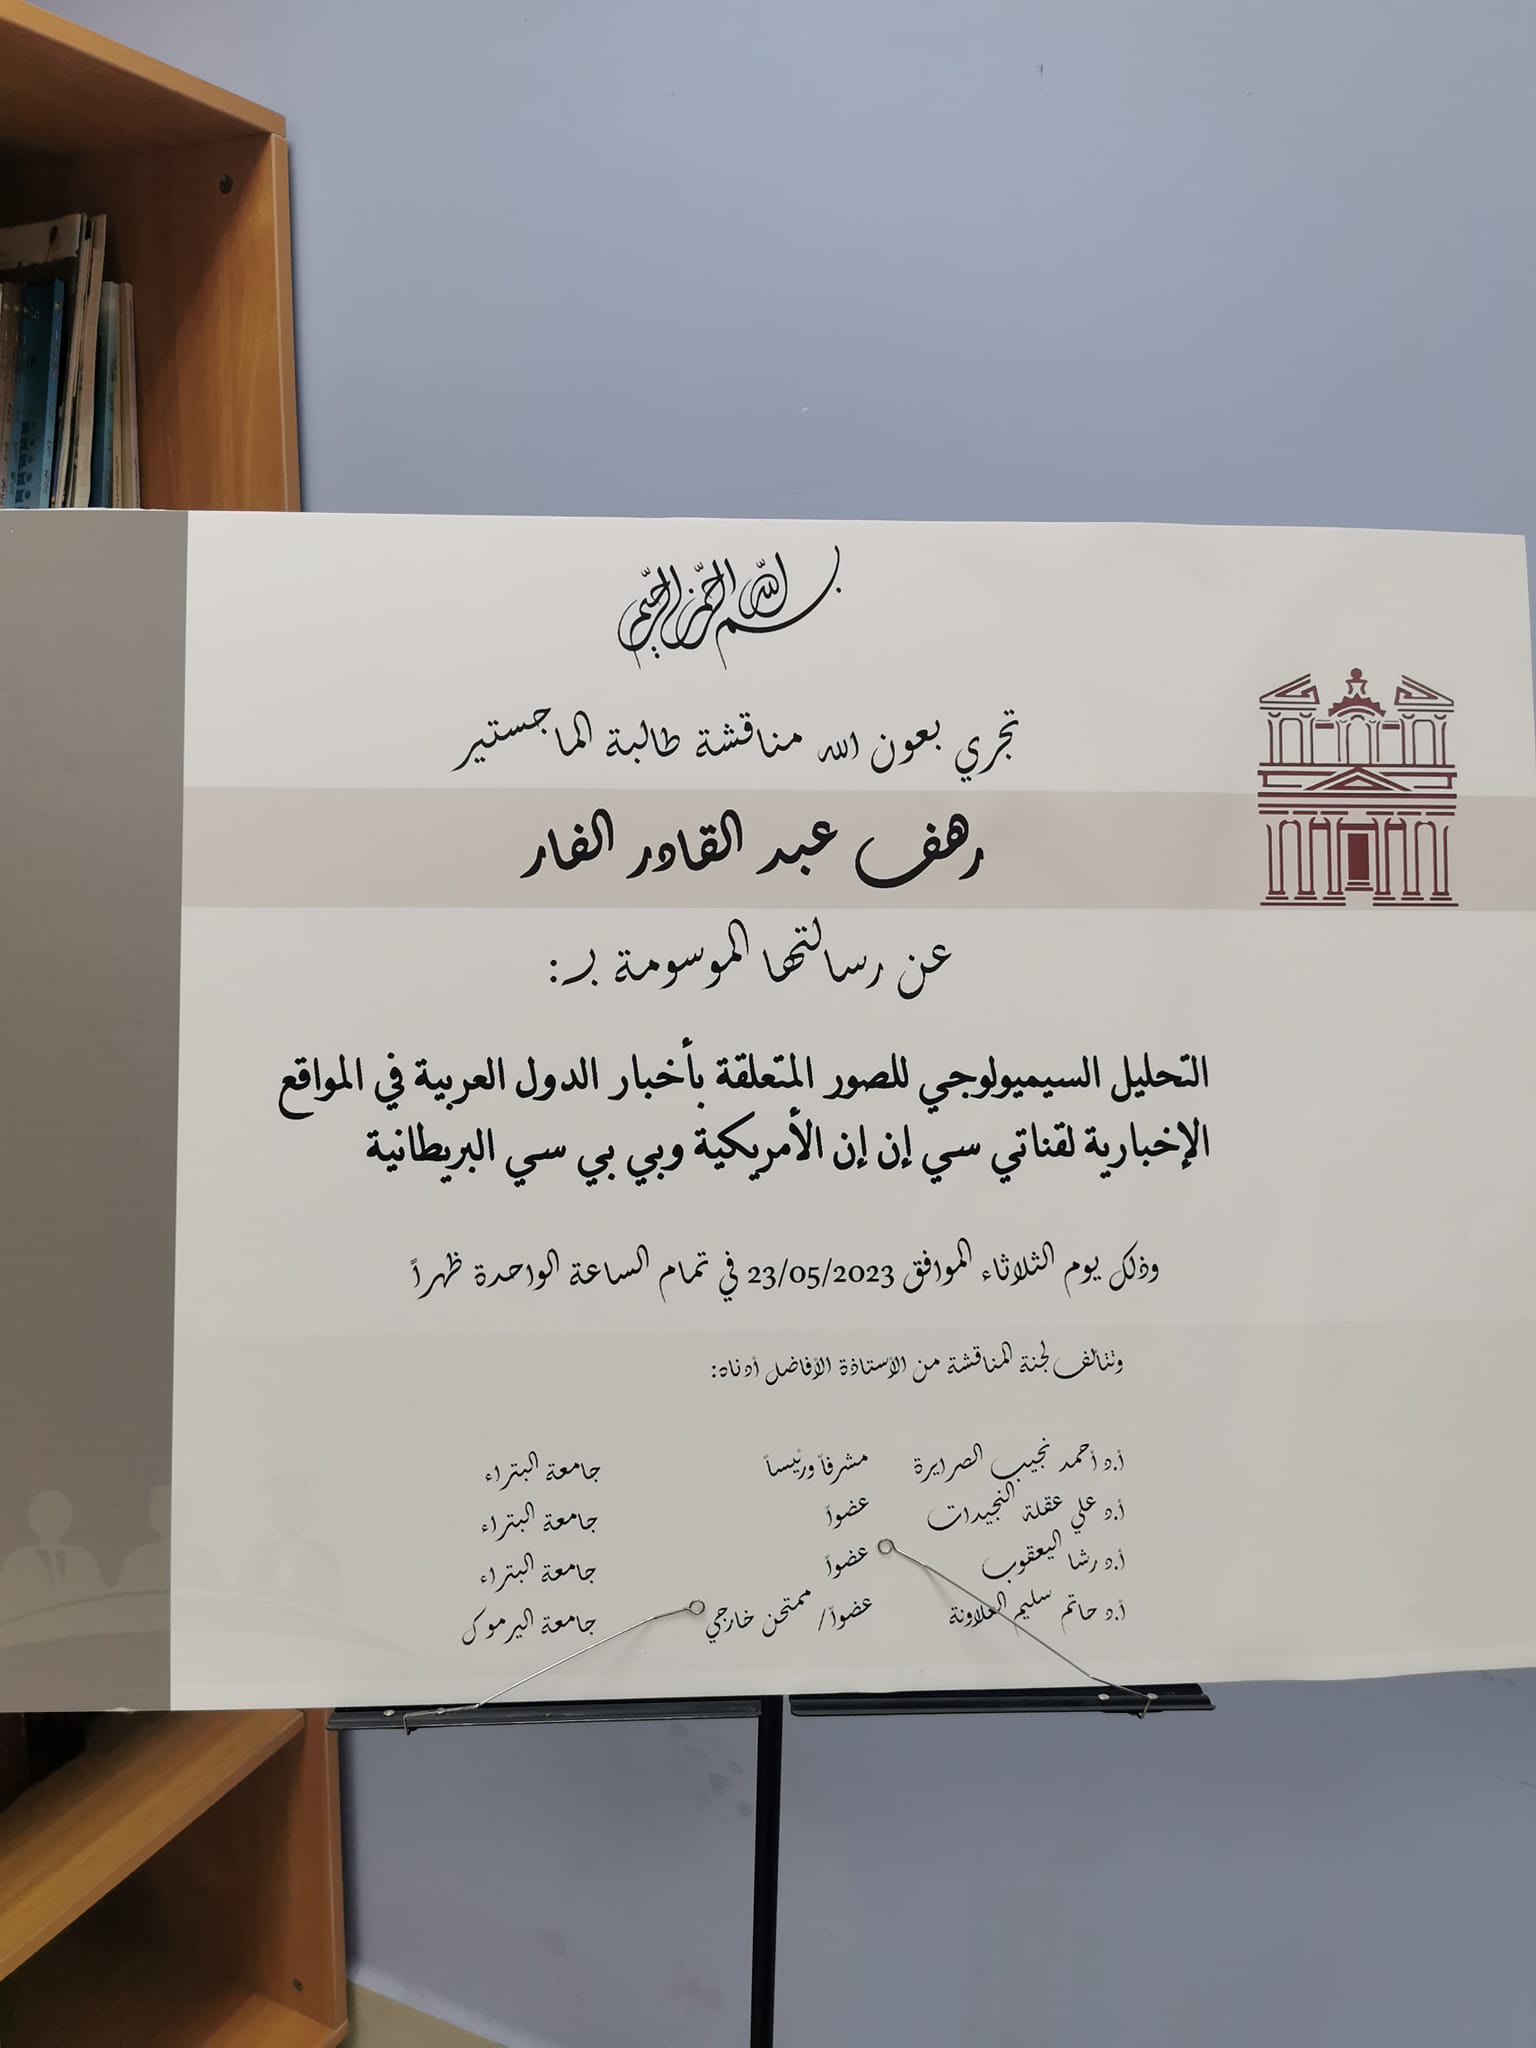 بسم الله الرحمن الرحيم
تجري بعون الله مناقشة طالبة الماجستير
رهف عبد القادر الفار
عن رسالتها الموسومة بـ:
التحليل السيميولوجي للصور المتعلقة بأخبار الدول العربية في المواقع
الإخبارية لقناتي سي إن إن الأمريكية وبي بي سي البريطانية
وذلك يوم الثلاثاء الموافق 23/05/2023 في تمام الساعة الواحدة ظهراً
وتتألف لجنة المناقشة من الأستاذة الأفاضل أدناه:
أ.د أحمد نجيب الصرايرة مشرفاً ورئيساً جامعة البتراء
أ.د علي عقلة النجيدات عضواً جامعة البتراء
أ.د رشا اليعقوب عضواً جامعة البتراء
أ.د حاتم سليم العلاونة عضواً/ ممتحن خارجي جامعة اليرموك